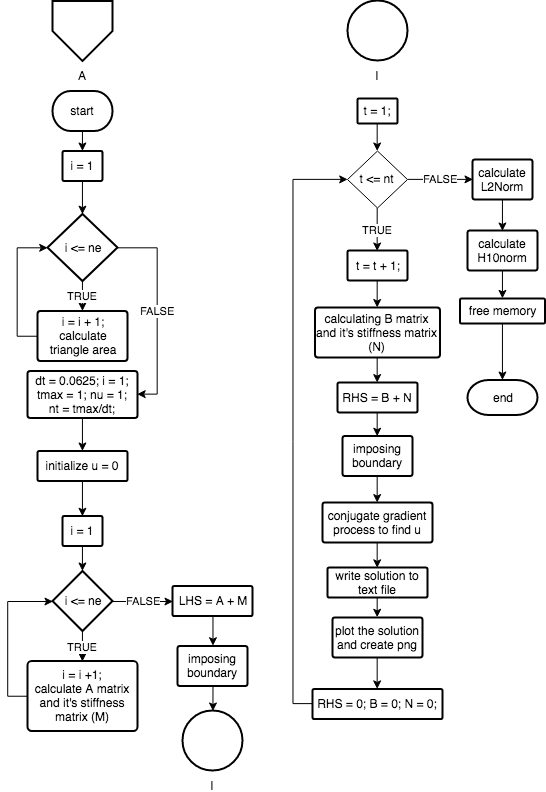 A
start
i = 1
i <= ne
TRUE
FALSE
i = i + 1;
calculate
triangle area
dt = 0.0625; i = 1;
tmax = 1; nu = 1;
nt = tmax/dt;
initialize u = 0
i = 1
i <= ne
FALSE
TRUE
i = i +1;
calculate A matrix
and it's stiffness
matrix (M)
LHS = A + M
imposing
boundary
I
I
t = 1;
t <= nt
FALSE
TRUE
t = t + 1;
calculating B matrix
and it's stiffness matrix
(N)
RHS = B + N
imposing
boundary
conjugate gradient
process to find u
write solution to
text file
plot the solution
and create png
RHS = 0; B = 0; N = 0;
calculate
L2Norm
calculate
H10norm
free memory
end